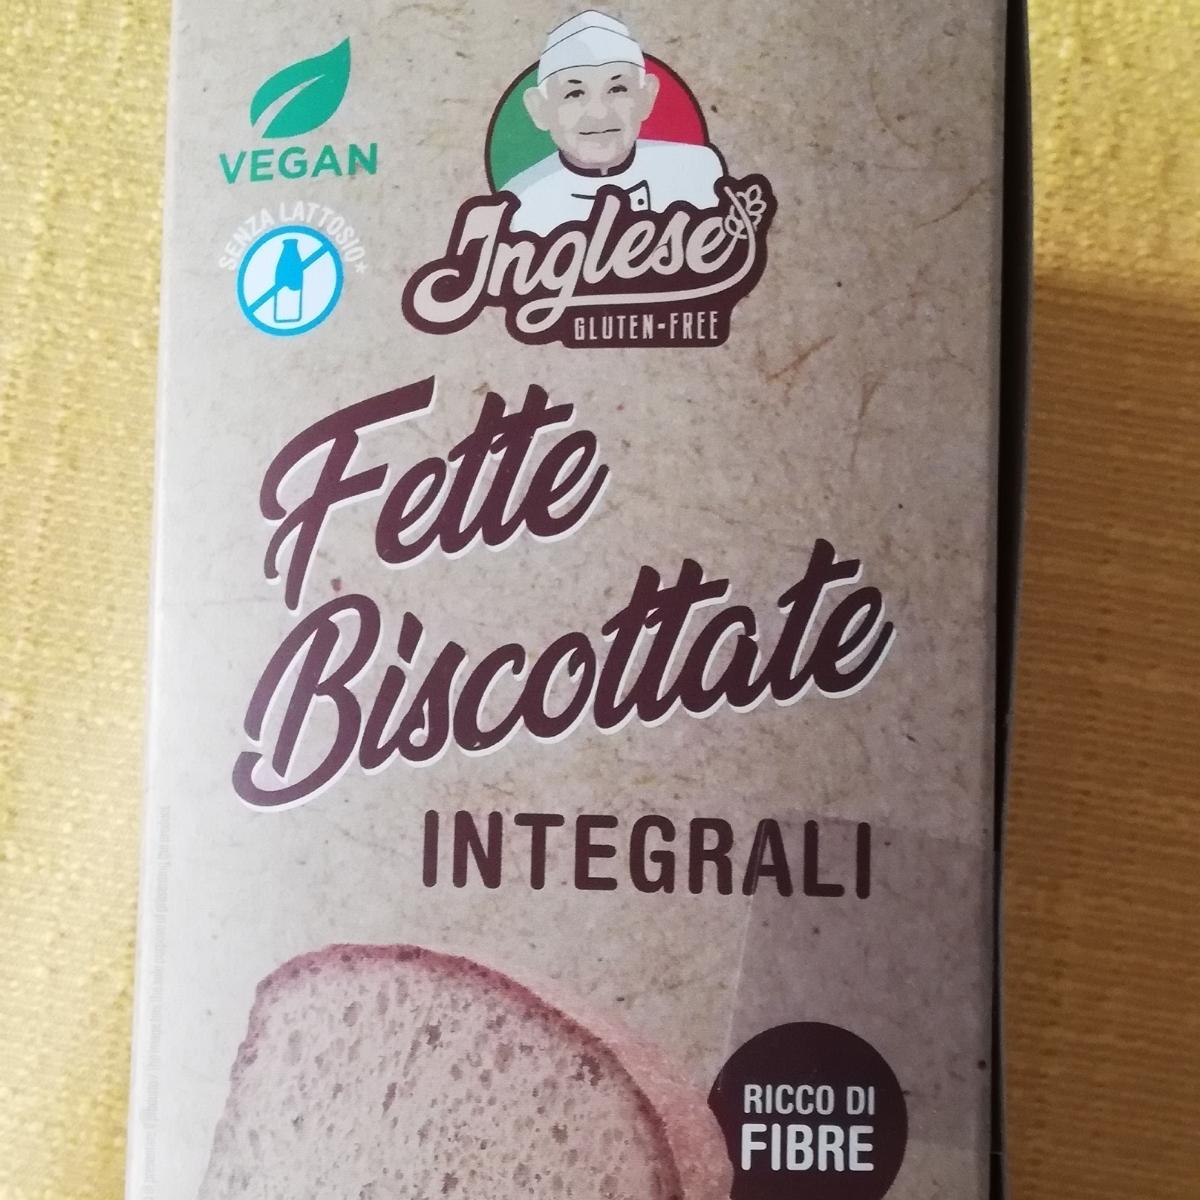 VEGAN
SENZA LATTOSIO*
Inglese
GLUTEN-FREE
Fette
Biscottate
INTEGRALI
RICCO DI
FIBRE